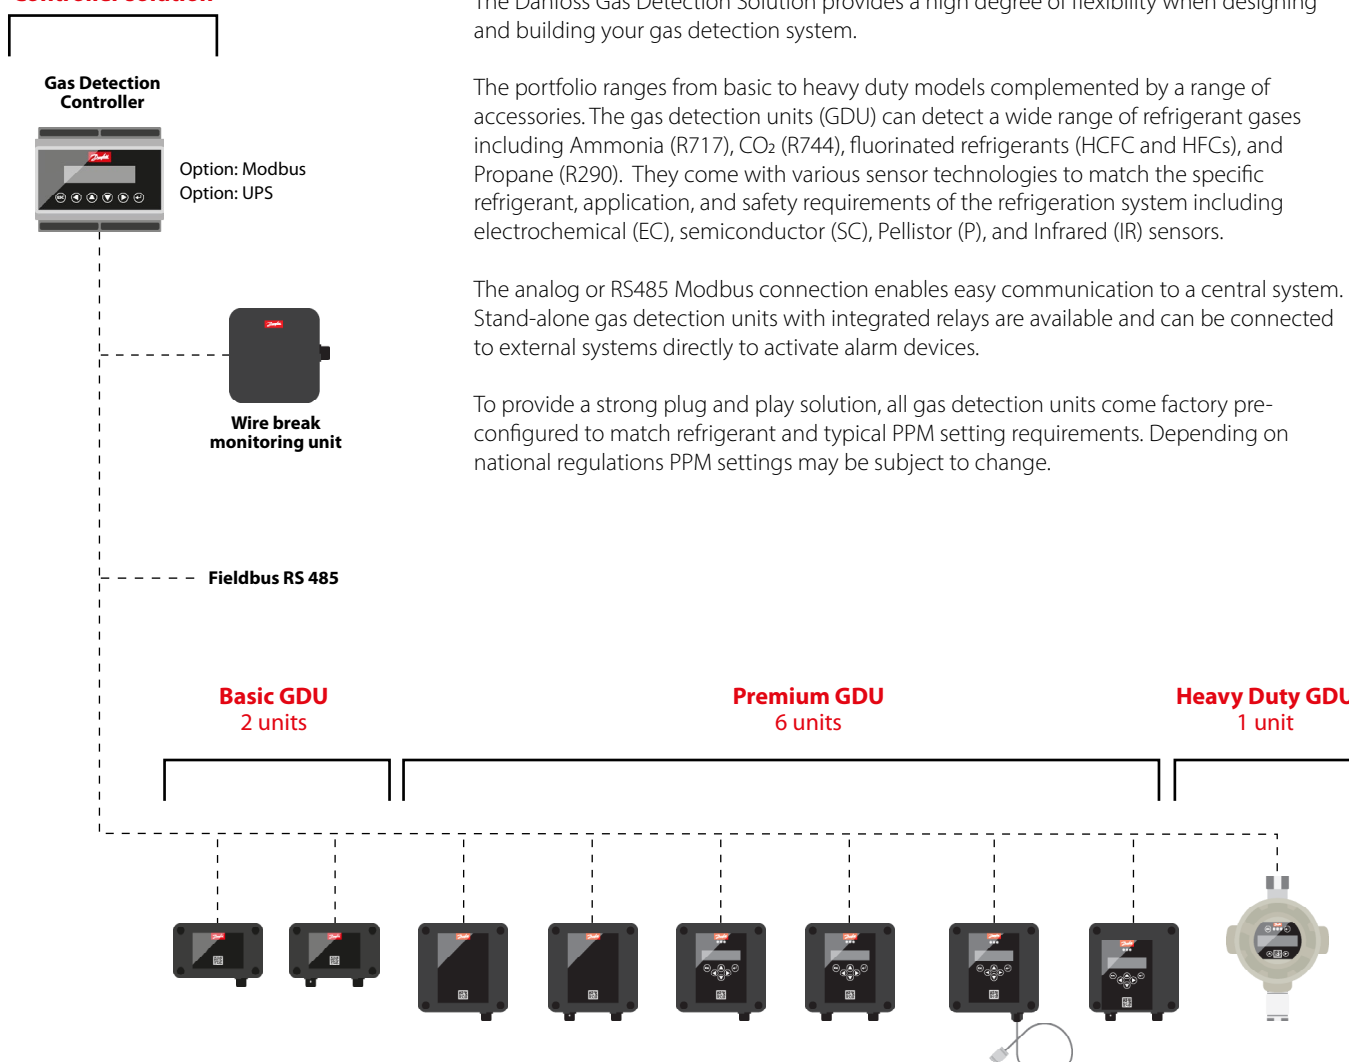 Controller solution
The Danfoss Gas Detection Solution provides a high degree of flexibility when designing
and building your gas detection system.
Gas Detection
Controller
Option: Modbus
Option: UPS
The portfolio ranges from basic to heavy duty models complemented by a range of
accessories. The gas detection units (GDU) can detect a wide range of refrigerant gases
including Ammonia (R717), CO₂ (R744), fluorinated refrigerants (HCFC and HFCs), and
Propane (R290).  They come with various sensor technologies to match the specific
refrigerant, application, and safety requirements of the refrigeration system including
electrochemical (EC), semiconductor (SC), Pellistor (P), and Infrared (IR) sensors.
The analog or RS485 Modbus connection enables easy communication to a central system.
Stand-alone gas detection units with integrated relays are available and can be connected
to external systems directly to activate alarm devices.
Wire break
monitoring unit
To provide a strong plug and play solution, all gas detection units come factory pre-
configured to match refrigerant and typical PPM setting requirements. Depending on
national regulations PPM settings may be subject to change.
Fieldbus RS 485
Basic GDU
2 units
Premium GDU
6 units
Heavy Duty GDU
1 unit